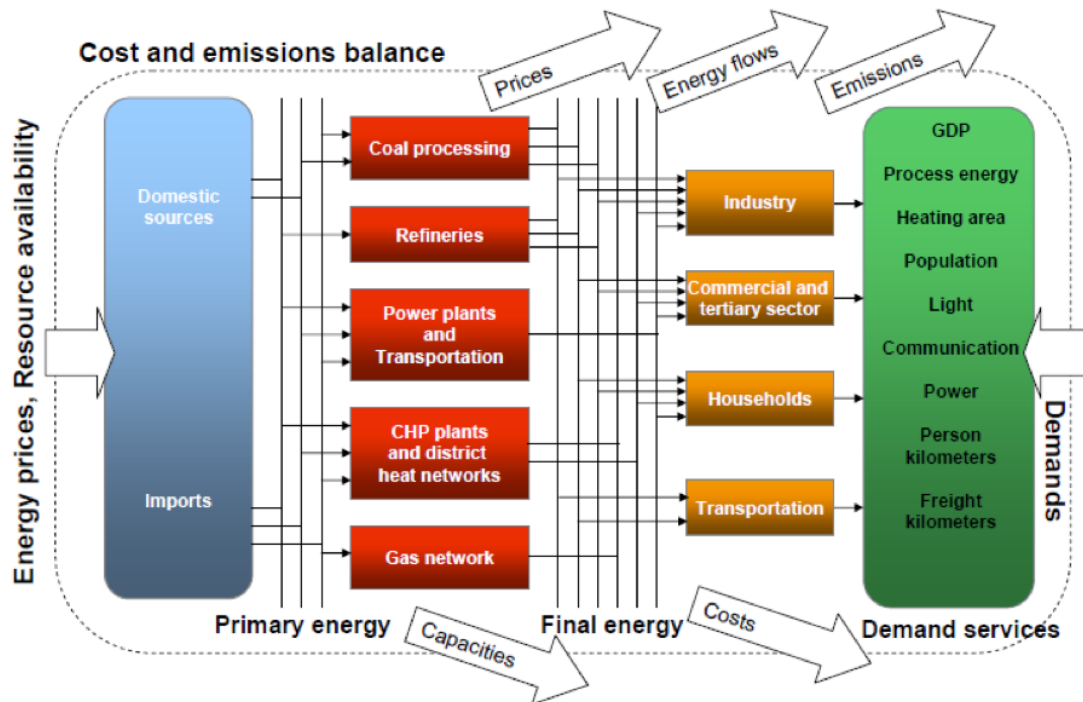 Cost and emissions balance
Prices
Energy flows
Emissions
Energy prices, Resource availability
Domestic
sources
Imports
Coal processing
Refineries
Power plants
and
Transportation
CHP plants
and district
heat networks
Gas network
Industry
Commercial and
tertiary sector
Households
Transportation
GDP
Process energy
Heating area
Population
Light
Communication
Power
Person
kilometers
Freight
kilometers
Demands
Primary energy
Capacities
Final energy
Costs
Demand services